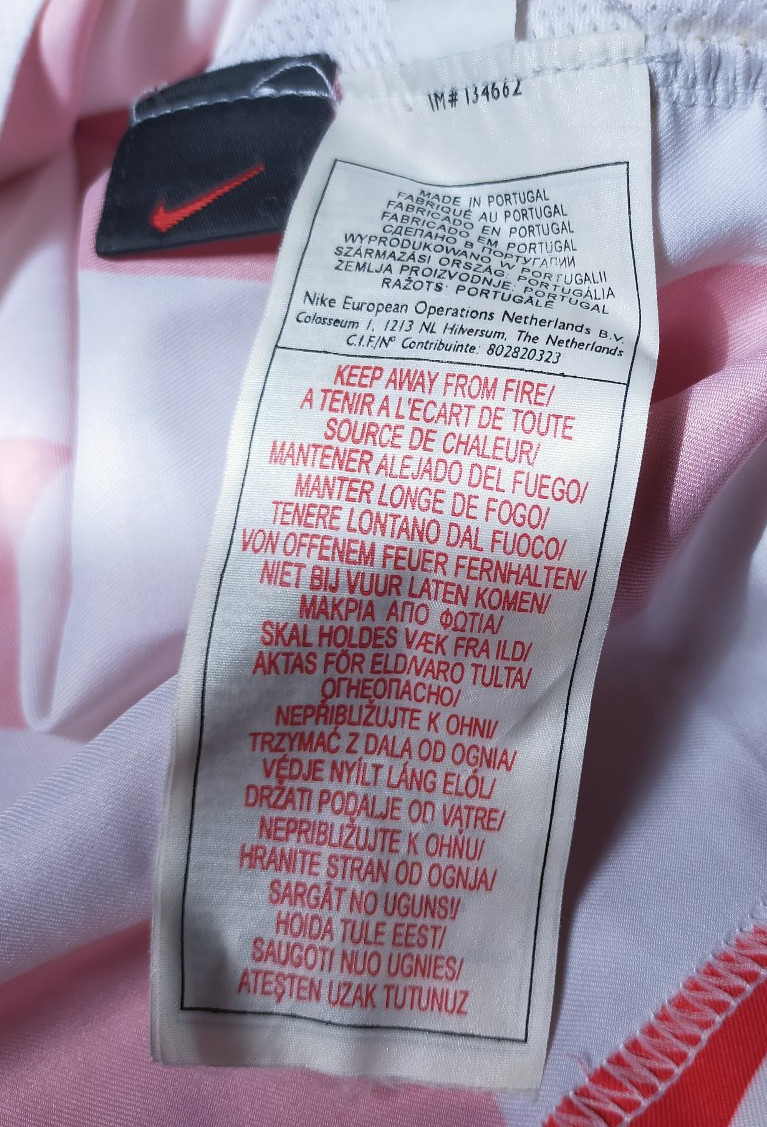 IM# 134662
MADE IN PORTUGAL
FABRIQUÉ AU PORTUGAL
FABRICADO EN PORTUGAL
FABRICADO EM PORTUGAL
СДЕЛАНО В ПОРТУГАЛИИ
WYPRODUKOWANO W PORTUGALII
SZÁRMAZÁSI ORSZÁG: PORTUGÁLIA
ZEMLJA PROIZVODNJE: PORTUGAL
RAŽOTS PORTUGALĒ
Nike European Operations Netherlands B.V.
Colosseum 1, 1213 NL Hilversum, The Netherlands
C.I.F./Nº Contribuinte: 802820323
KEEP AWAY FROM FIRE/
A TENIR A L'ECART DE TOUTE
SOURCE DE CHALEUR/
MANTENER ALEJADO DEL FUEGO/
MANTER LONGE DE FOGO/
TENERE LONTANO DAL FUOCO/
VON OFFENEM FEUER FERNHALTEN/
NIET BIJ VUUR LATEN KOMEN/
ΜΑΚΡΙΑ ΑΠΟ ΦΩΤΙΑ/
SKAL HOLDES VÆK FRA ILD/
AKTAS FÖR ELD/VARO TULTA/
ОГНЕОПАСНО/
NEPŘIBLIŽUJTE K OHNI/
TRZYMAĆ Z DALA OD OGNIA/
VÉDJE NYÍLT LÁNG ELÓL/
DRŽATI PODALJE OD VATRE/
NEPRIBLIŽUJTE K OHŇU/
HRANITE STRAN OD OGNJA/
SARGĀT NO UGUNS!/
HOIDA TULE EEST/
SAUGOTI NUO UGNIES/
ATEŞTEN UZAK TUTUNUZ